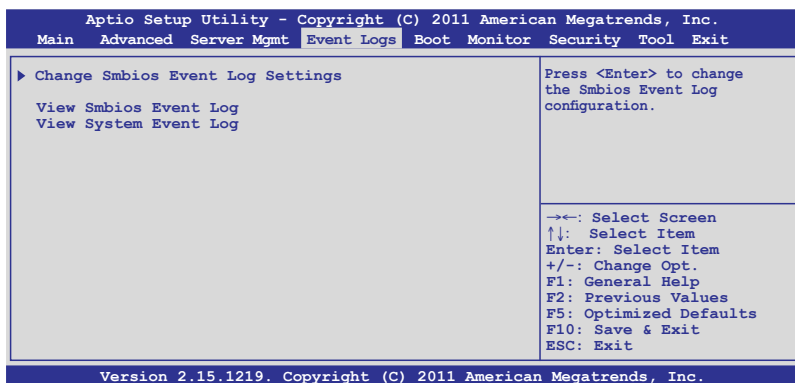 Aptio Setup Utility - Copyright (C) 2011 American Megatrends, Inc.
Main Advanced Server Mgmt Event Logs Boot Monitor Security Tool Exit
Change Smbios Event Log Settings
View Smbios Event Log
View System Event Log
Press <Enter> to change
the Smbios Event Log
configuration.
→←: Select Screen
↑↓: Select Item
Enter: Select Item
+/-: Change Opt.
F1: General Help
F2: Previous Values
F5: Optimized Defaults
F10: Save & Exit
ESC: Exit
Version 2.15.1219. Copyright (C) 2011 American Megatrends, Inc.